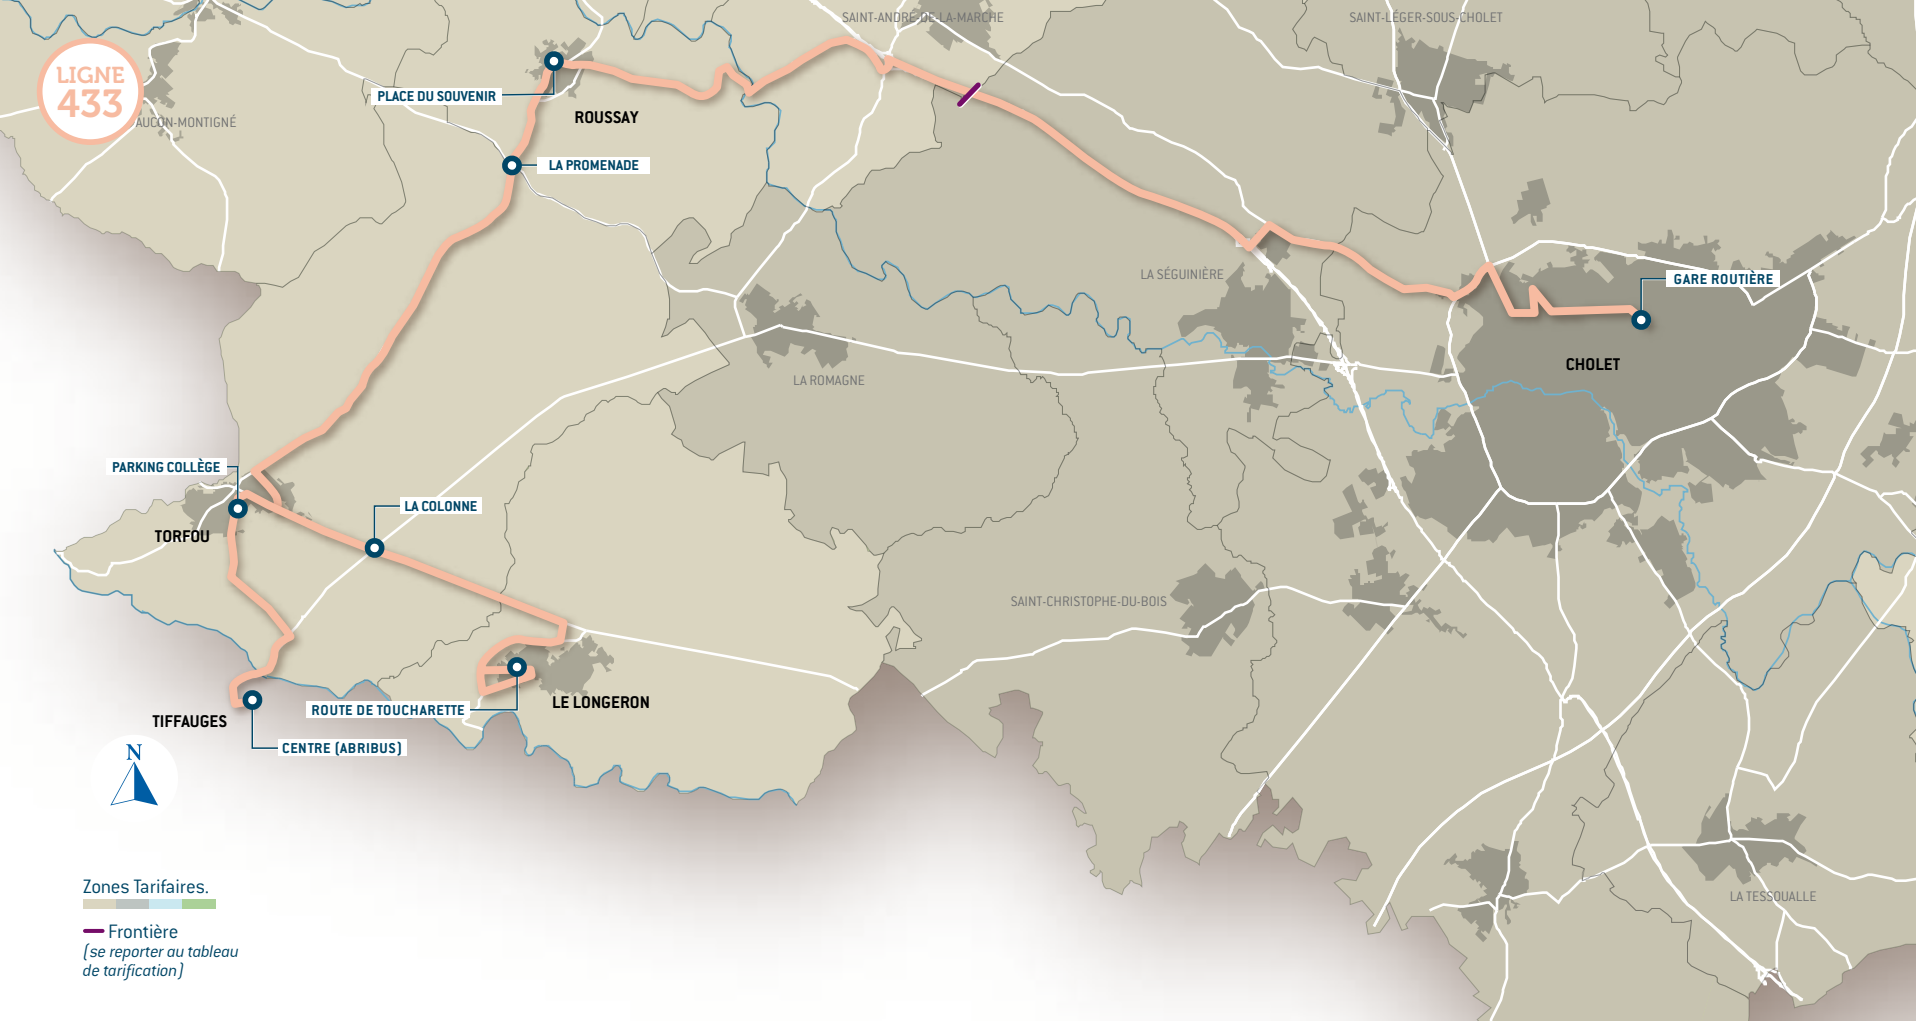 SAINT-ANDRÉ-DE-LA-MARCHE
SAINT-LÉGER-SOUS-CHOLET
LIGNE
433
PLACE DU SOUVENIR
ROUSSAY
AUCON-MONTIGNÉ
LA PROMENADE
LA SÉGUINIÈRE
GARE ROUTIÈRE
CHOLET
LA ROMAGNE
PARKING COLLÈGE
LA COLONNE
TORFOU
SAINT-CHRISTOPHE-DU-BOIS
LE LONGERON
ROUTE DE TOUCHARETTE
TIFFAUGES
CENTRE (ABRIBUS)
N
Zones Tarifaires.
LA TESSOUALLE
Frontière
(se reporter au tableau
de tarification)